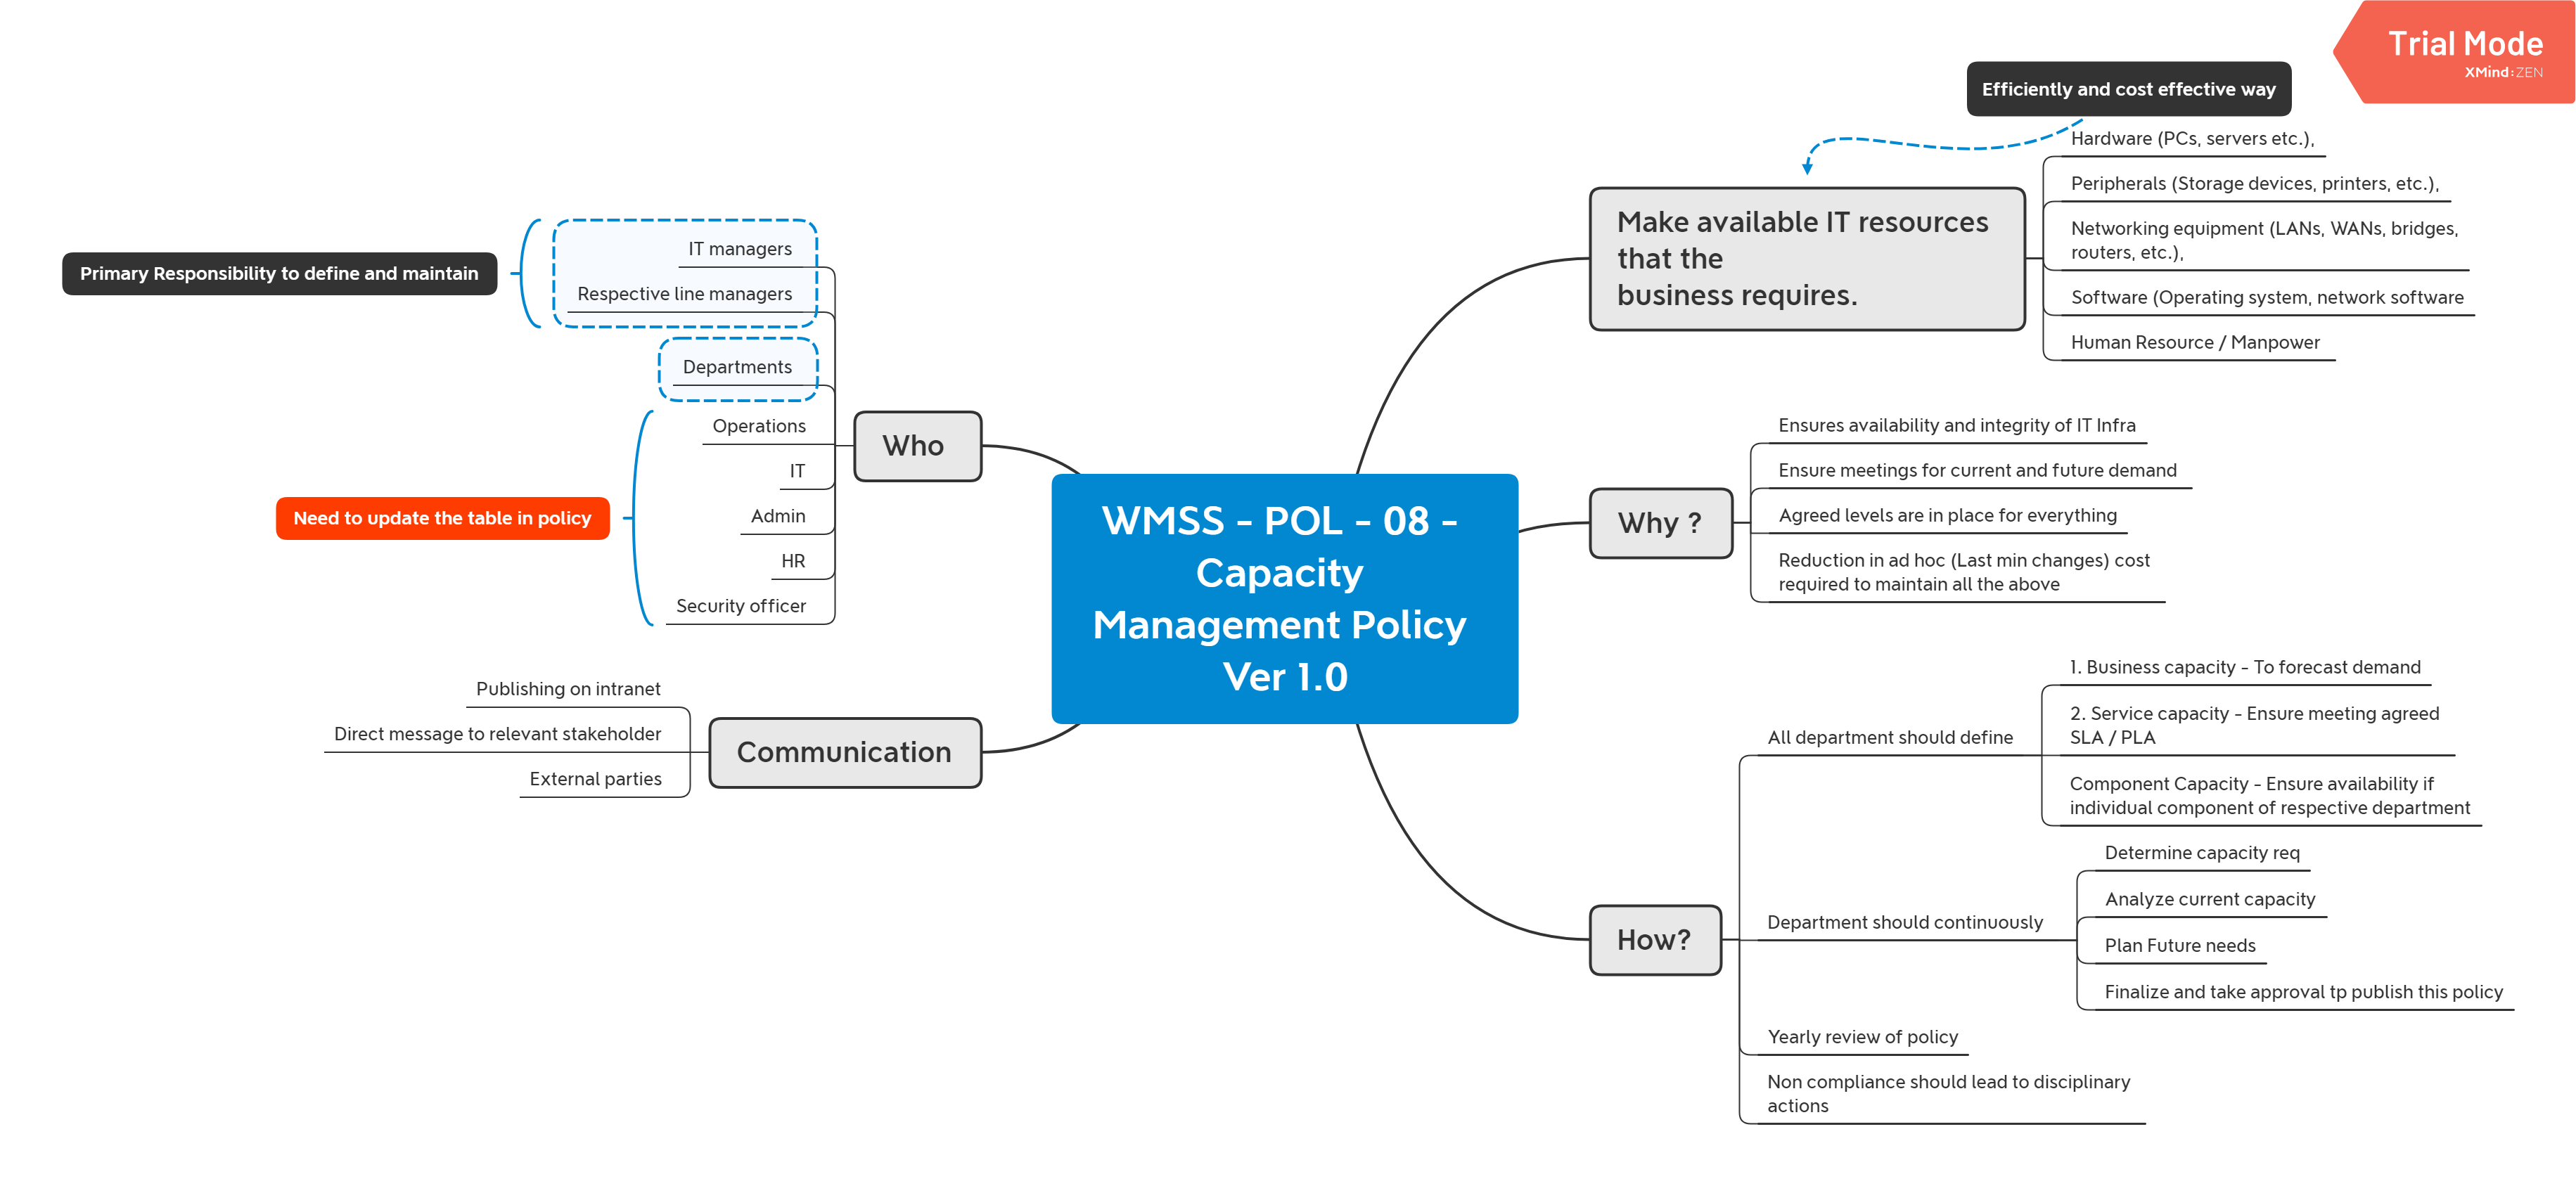 Trial Mode
XMind:ZEN
Efficiently and cost effective way
Make available IT resources
that the
business requires.
Hardware (PCs, servers etc.),
Peripherals (Storage devices, printers, etc.),
Networking equipment (LANs, WANs, bridges,
routers, etc.),
Software (Operating system, network software
Human Resource / Manpower
Primary Responsibility to define and maintain
IT managers
Respective line managers
Departments
Operations
IT
Admin
HR
Security officer
Need to update the table in policy
Who
WMSS - POL - 08 -
Capacity
Management Policy
Ver 1.0
Why ?
Ensures availability and integrity of IT Infra
Ensure meetings for current and future demand
Agreed levels are in place for everything
Reduction in ad hoc (Last min changes) cost
required to maintain all the above
Publishing on intranet
Direct message to relevant stakeholder
External parties
Communication
How?
All department should define
1. Business capacity - To forecast demand
2. Service capacity - Ensure meeting agreed
SLA / PLA
Component Capacity - Ensure availability if
individual component of respective department
Department should continuously
Determine capacity req
Analyze current capacity
Plan Future needs
Finalize and take approval tp publish this policy
Yearly review of policy
Non compliance should lead to disciplinary
actions